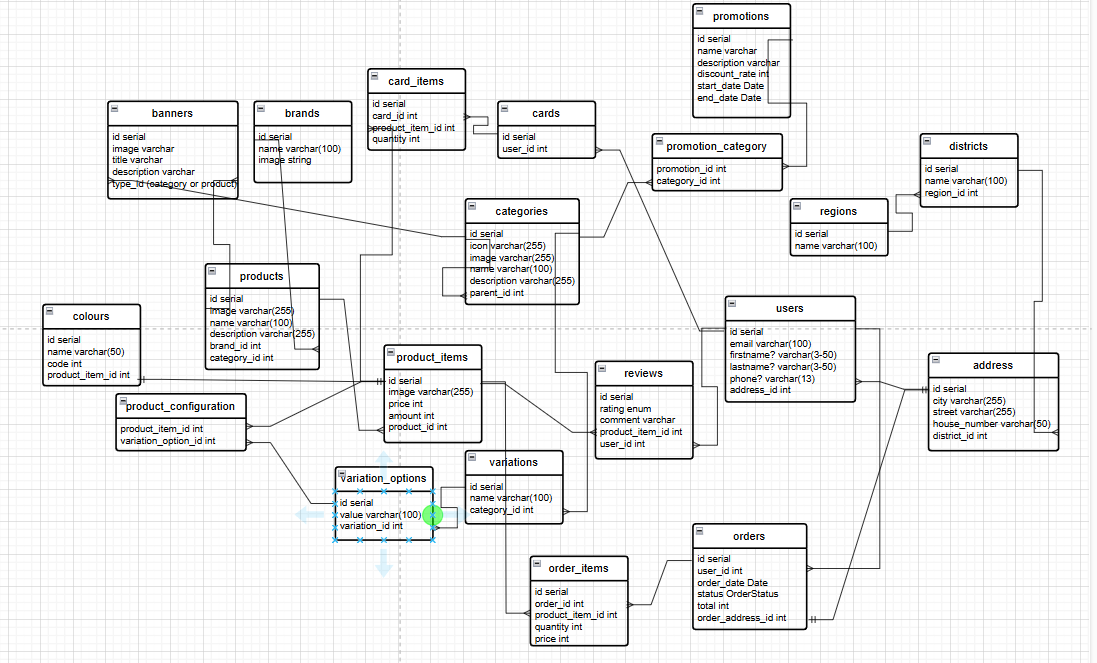 promotions
id serial
name varchar
description varchar
discount_rate int
start_date Date
end_date Date
card_items
id serial
card_id int
product_item_id int
quantity int
banners
id serial
image varchar
title varchar
description varchar
type_id (category or product)
brands
id serial
name varchar(100)
image string
cards
id serial
user_id int
promotion_category
promotion_id int
category_id int
districts
id serial
name varchar(100)
region_id int
categories
id serial
icon varchar(255)
image varchar(255)
name varchar(100)
description varchar(255)
parent_id int
regions
id serial
name varchar(100)
products
id serial
image varchar(255)
name varchar(100)
description varchar(255)
brand_id int
category_id int
colours
id serial
name varchar(50)
code int
product_item_id int
users
id serial
email varchar(100)
firstname? varchar(3-50)
lastname? varchar(3-50)
phone? varchar(13)
address_id int
product_items
id serial
image varchar(255)
price int
amount int
product_id int
reviews
id serial
rating enum
comment varchar
product_item_id int
user_id int
address
id serial
city varchar(255)
street varchar(255)
house_number varchar(50)
district_id int
product_configuration
product_item_id int
variation_option_id int
variation_options
id serial
value varchar(100)
variation_id int
variations
id serial
name varchar(100)
category_id int
orders
id serial
user_id int
order_date Date
status OrderStatus
total int
order_address_id int
order_items
id serial
order_id int
product_item_id int
quantity int
price int